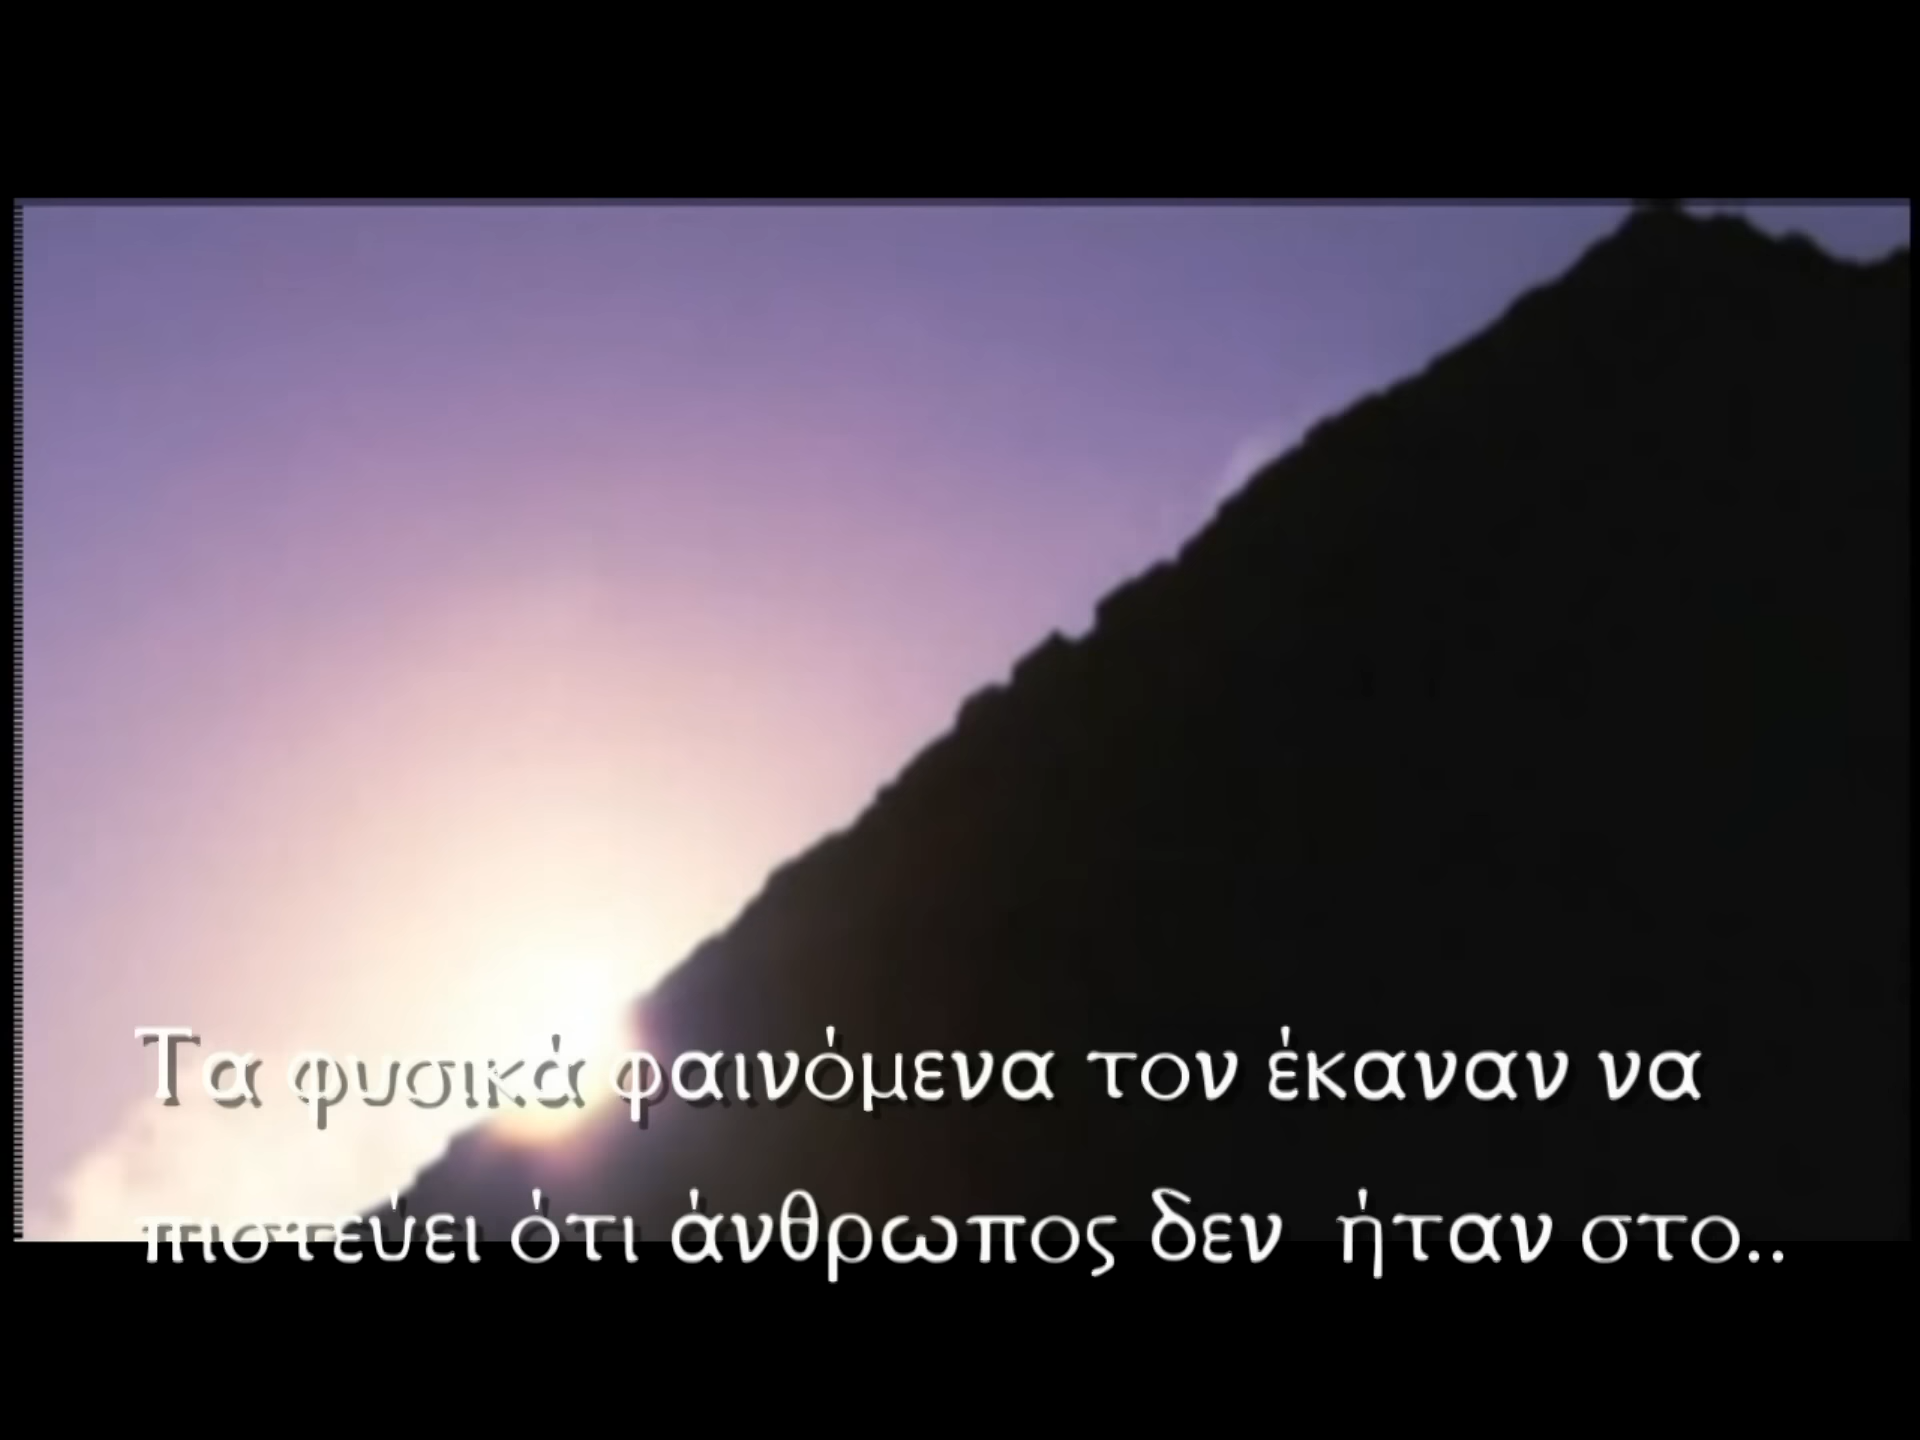 Τα φυσικά φαινόμενα τον έκαναν να
πιστεύει ότι άνθρωπος δεν ήταν στο..